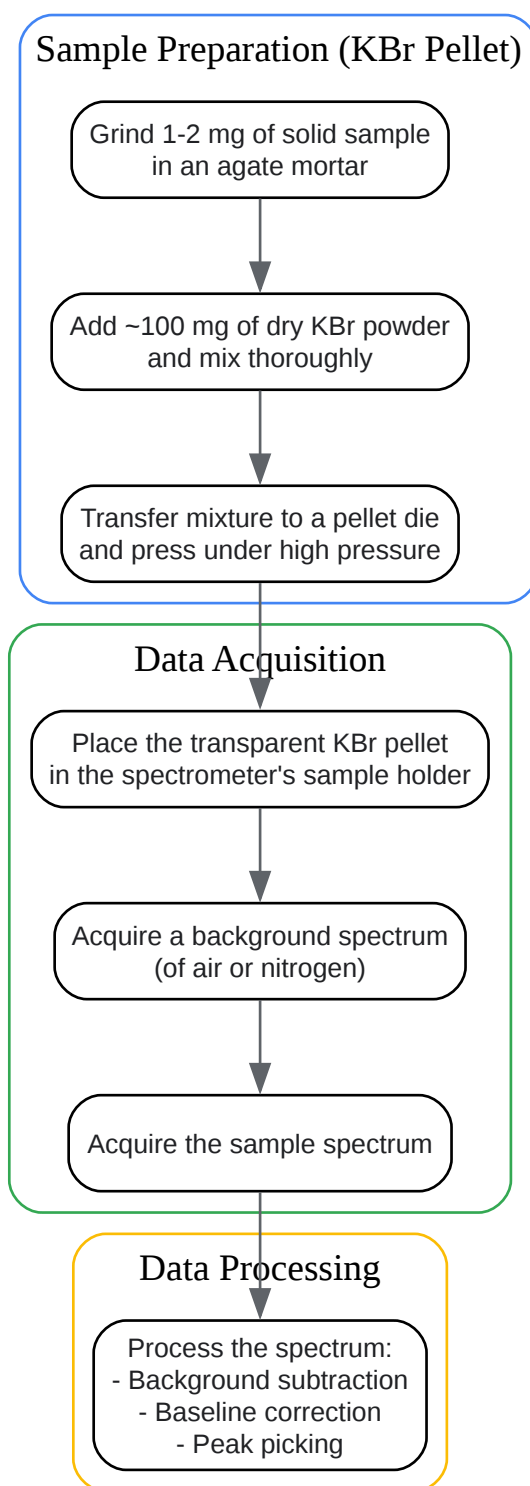 Sample Preparation (KBr Pellet)
Grind 1-2 mg of solid sample
in an agate mortar
Add ~100 mg of dry KBr powder
and mix thoroughly
Transfer mixture to a pellet die
and press under high pressure
Data Acquisition
Place the transparent KBr pellet
in the spectrometer's sample holder
Acquire a background spectrum
(of air or nitrogen)
Acquire the sample spectrum
Data Processing
Process the spectrum:
- Background subtraction
- Baseline correction
- Peak picking